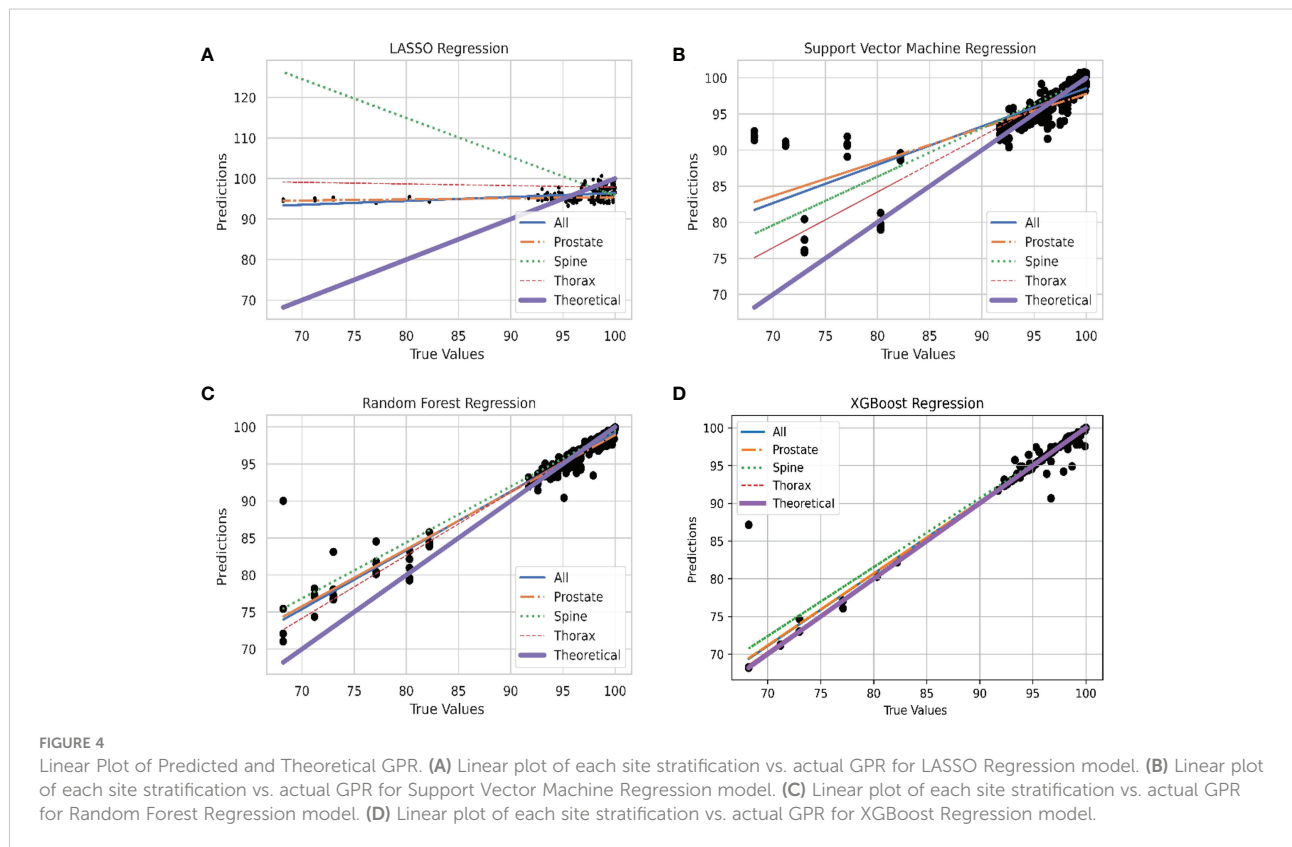 A
LASSO Regression
Predictions
120
110
100
90
80
70
All
Prostate
Spine
Thorax
Theoretical
70 75 80 85 90 95 100
True Values
B
Support Vector Machine Regression
Predictions
100
95
90
85
80
75
70
All
Prostate
Spine
Thorax
Theoretical
70 75 80 85 90 95 100
True Values
C
Random Forest Regression
Predictions
100
95
90
85
80
75
70
All
Prostate
Spine
Thorax
Theoretical
70 75 80 85 90 95 100
True Values
D
XGBoost Regression
Predictions
100
95
90
85
80
75
70
All
Prostate
Spine
Thorax
Theoretical
70 75 80 85 90 95 100
True Values
FIGURE 4
Linear Plot of Predicted and Theoretical GPR. (A) Linear plot of each site stratification vs. actual GPR for LASSO Regression model. (B) Linear plot
of each site stratification vs. actual GPR for Support Vector Machine Regression model. (C) Linear plot of each site stratification vs. actual GPR
for Random Forest Regression model. (D) Linear plot of each site stratification vs. actual GPR for XGBoost Regression model.